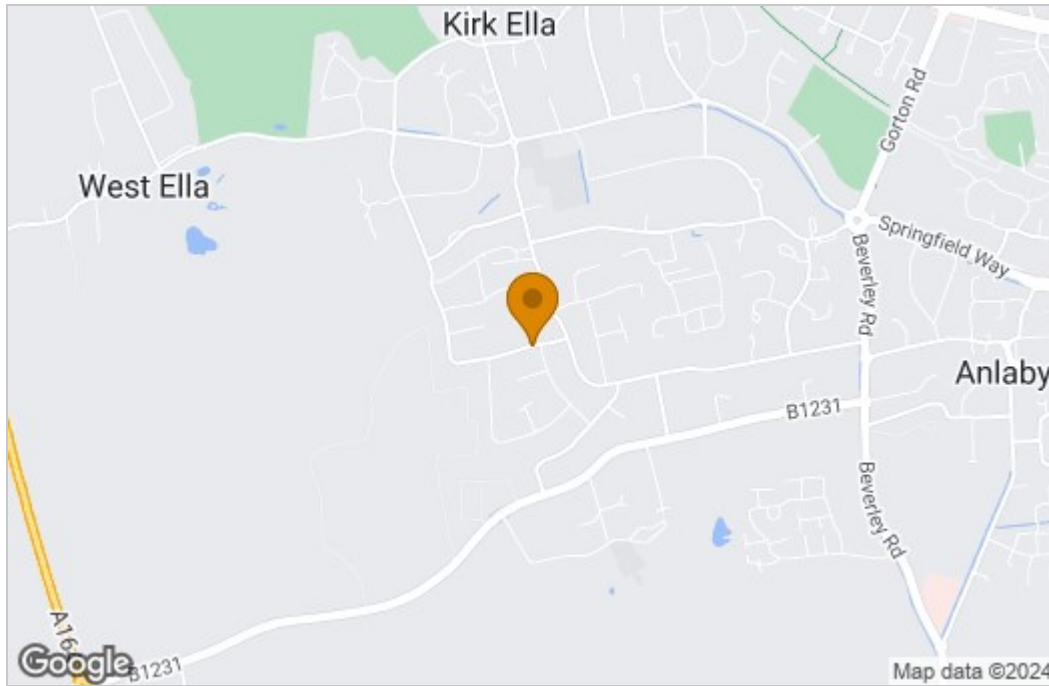 Kirk Ella
Gorton Rd
West Ella
Springfield Way
Beverley Rd
Anlaby
B1231
Beverley Rd
B1231
Google
Map data ©2024